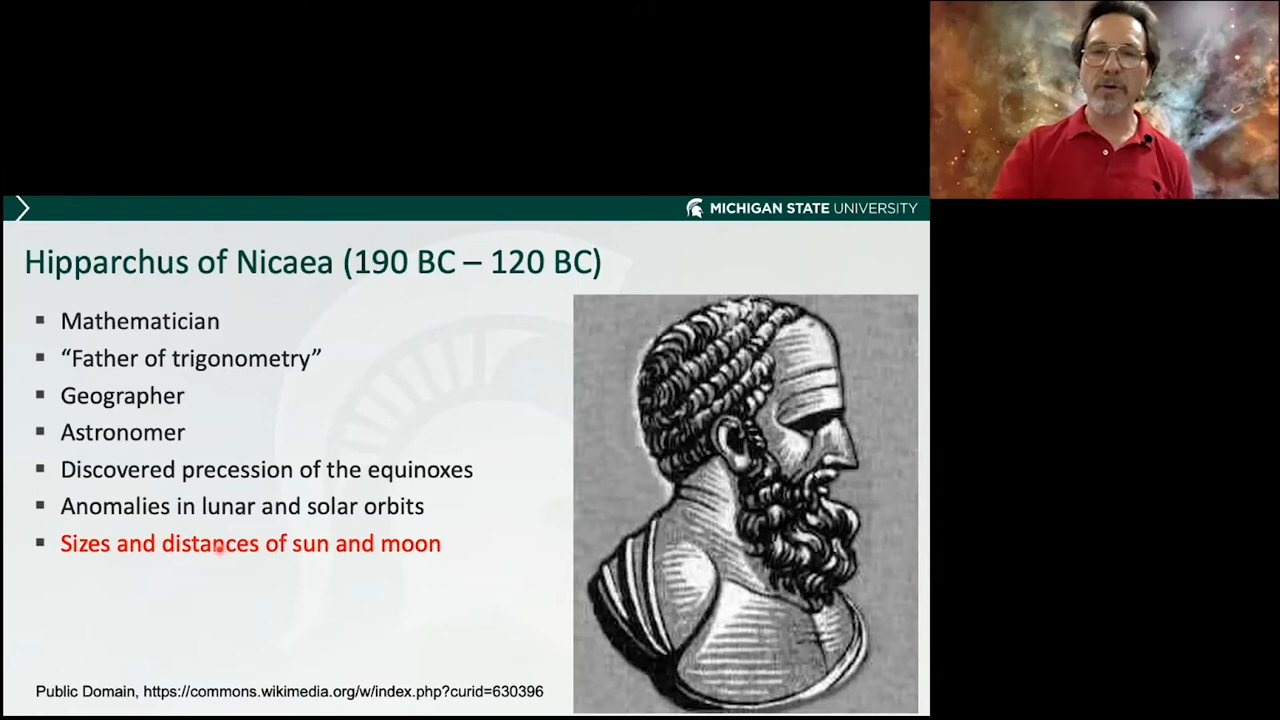 MICHIGAN STATE UNIVERSITY
Hipparchus of Nicaea (190 BC – 120 BC)
▪ Mathematician
▪ “Father of trigonometry”
▪ Geographer
▪ Astronomer
▪ Discovered precession of the equinoxes
▪ Anomalies in lunar and solar orbits
▪ Sizes and distances of sun and moon
Public Domain, https://commons.wikimedia.org/w/index.php?curid=630396